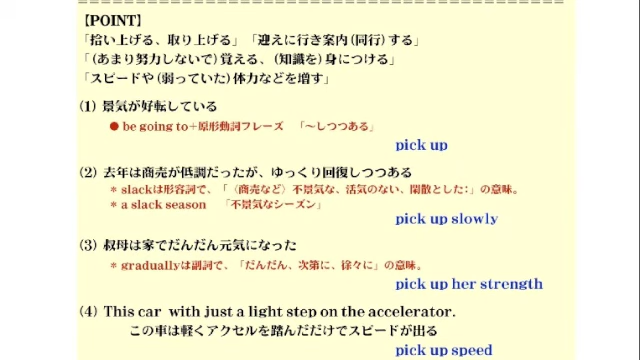 【POINT】
「拾い上げる、取り上げる」「迎えに行き案内(同行)する」
「(あまり努力しないで)覚える、(知識を)身につける」
「スピードや(弱っていた)体力などを増す」
(1) 景気が好転している
● be going to＋原形動詞フレーズ 「〜しつつある」
pick up
(2) 去年は商売が低調だったが、ゆっくり回復しつつある
＊ slackは形容詞で、「〈商売など〉不景気な、活気のない、閑散とした:」の意味。
＊ a slack season 「不景気なシーズン」
pick up slowly
(3) 叔母は家でだんだん元気になった
＊ graduallyは副詞で、「だんだん、次第に、徐々に」の意味。
pick up her strength
(4) This car with just a light step on the accelerator.
この車は軽くアクセルを踏んだだけでスピードが出る
pick up speed